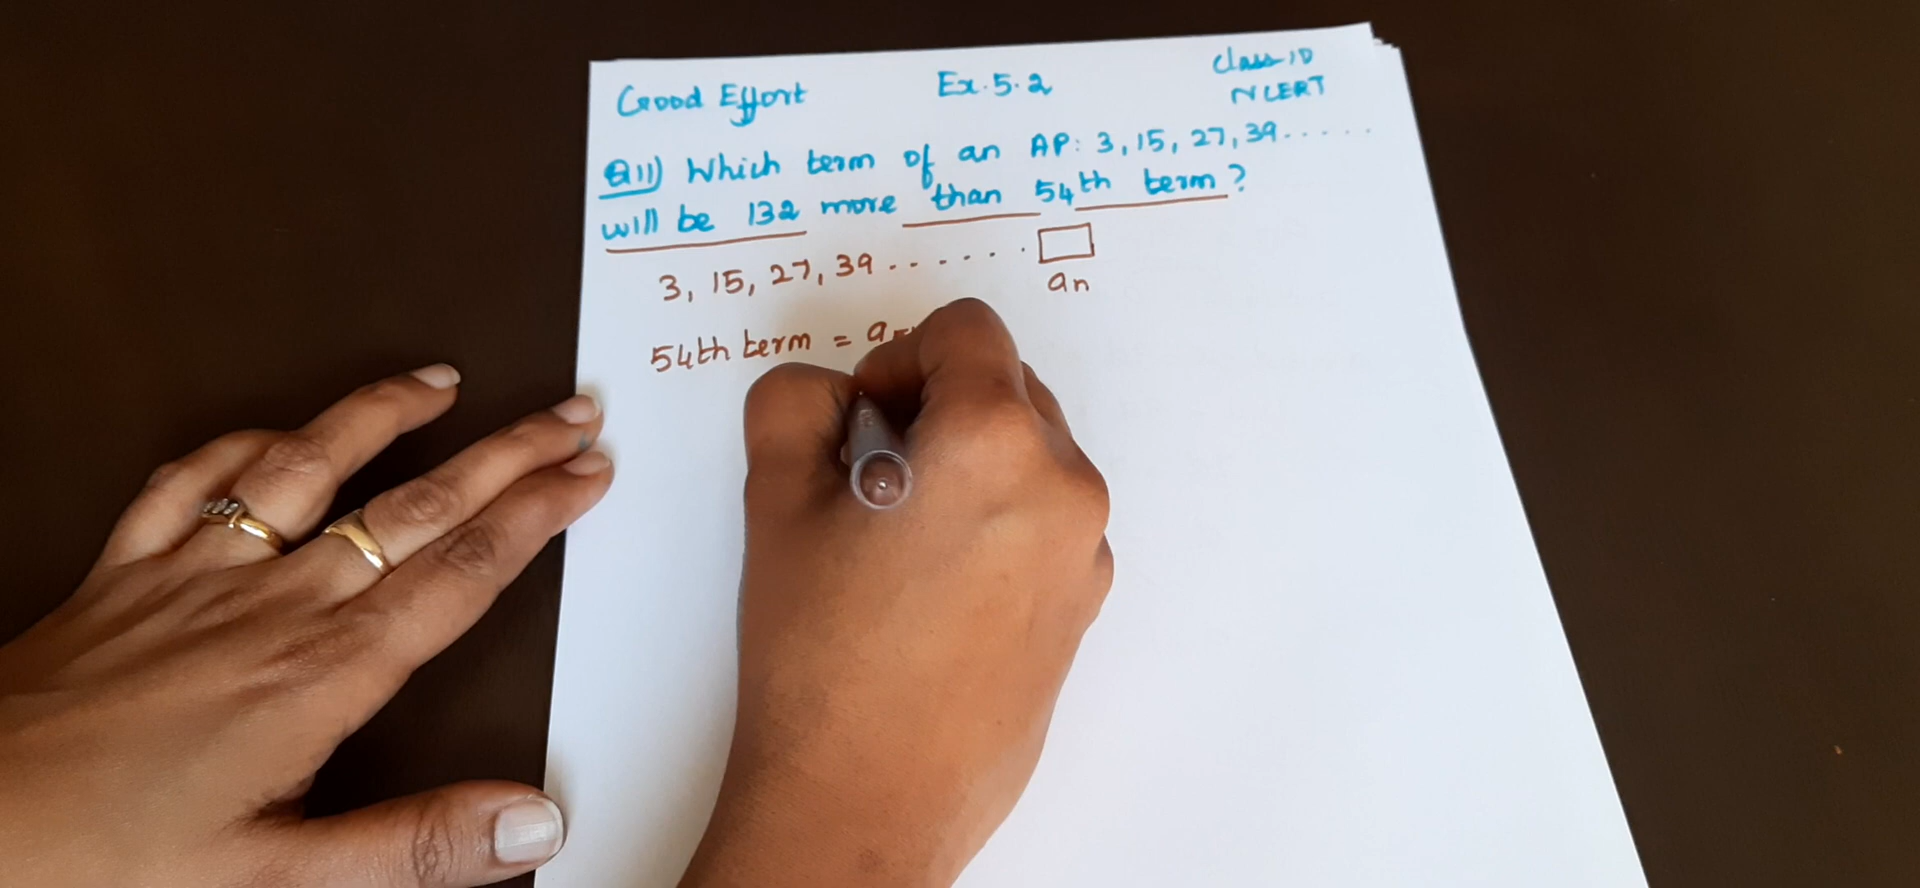 Good Effort Ex.5.2 Class 10
NCERT
Q11) Which term of an AP: 3, 15, 27, 39.....
will be 132 more than 54th term?
3, 15, 27, 39......
an
54th term =